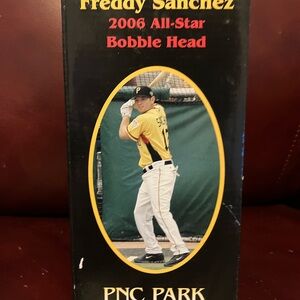 Freddy Sanchez
2006 All-Star
Bobble Head
P
PNC PARK